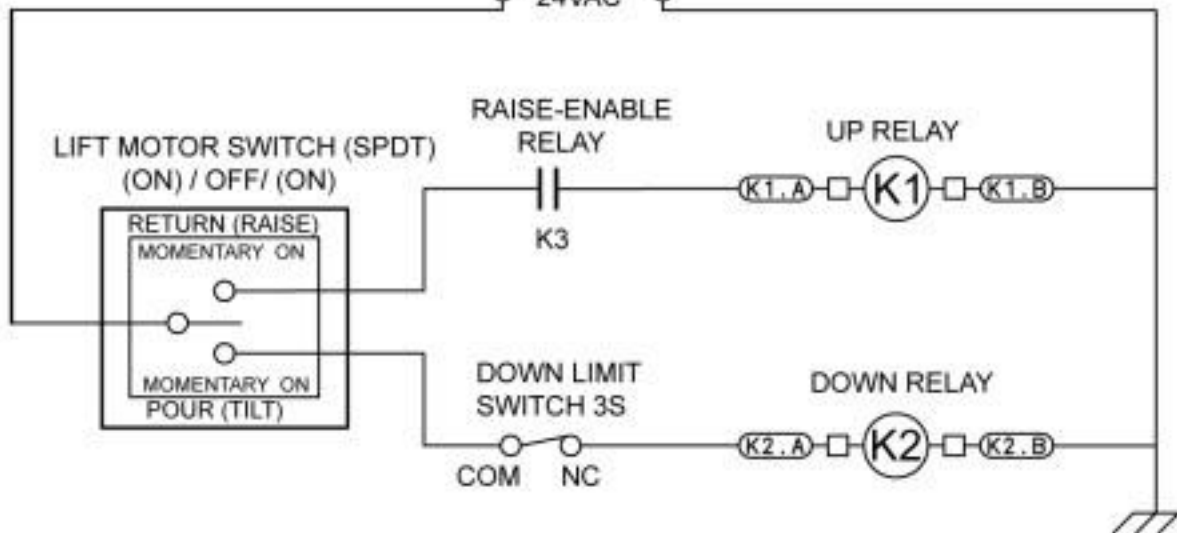 24VAC
RAISE-ENABLE
RELAY
UP RELAY
LIFT MOTOR SWITCH (SPDT)
(ON) / OFF/ (ON)
K1.A
K1
K1.B
RETURN (RAISE)
K3
MOMENTARY ON
MOMENTARY ON
POUR (TILT)
DOWN LIMIT
SWITCH 3S
DOWN RELAY
K2.A
K2
K2.B
COM NC